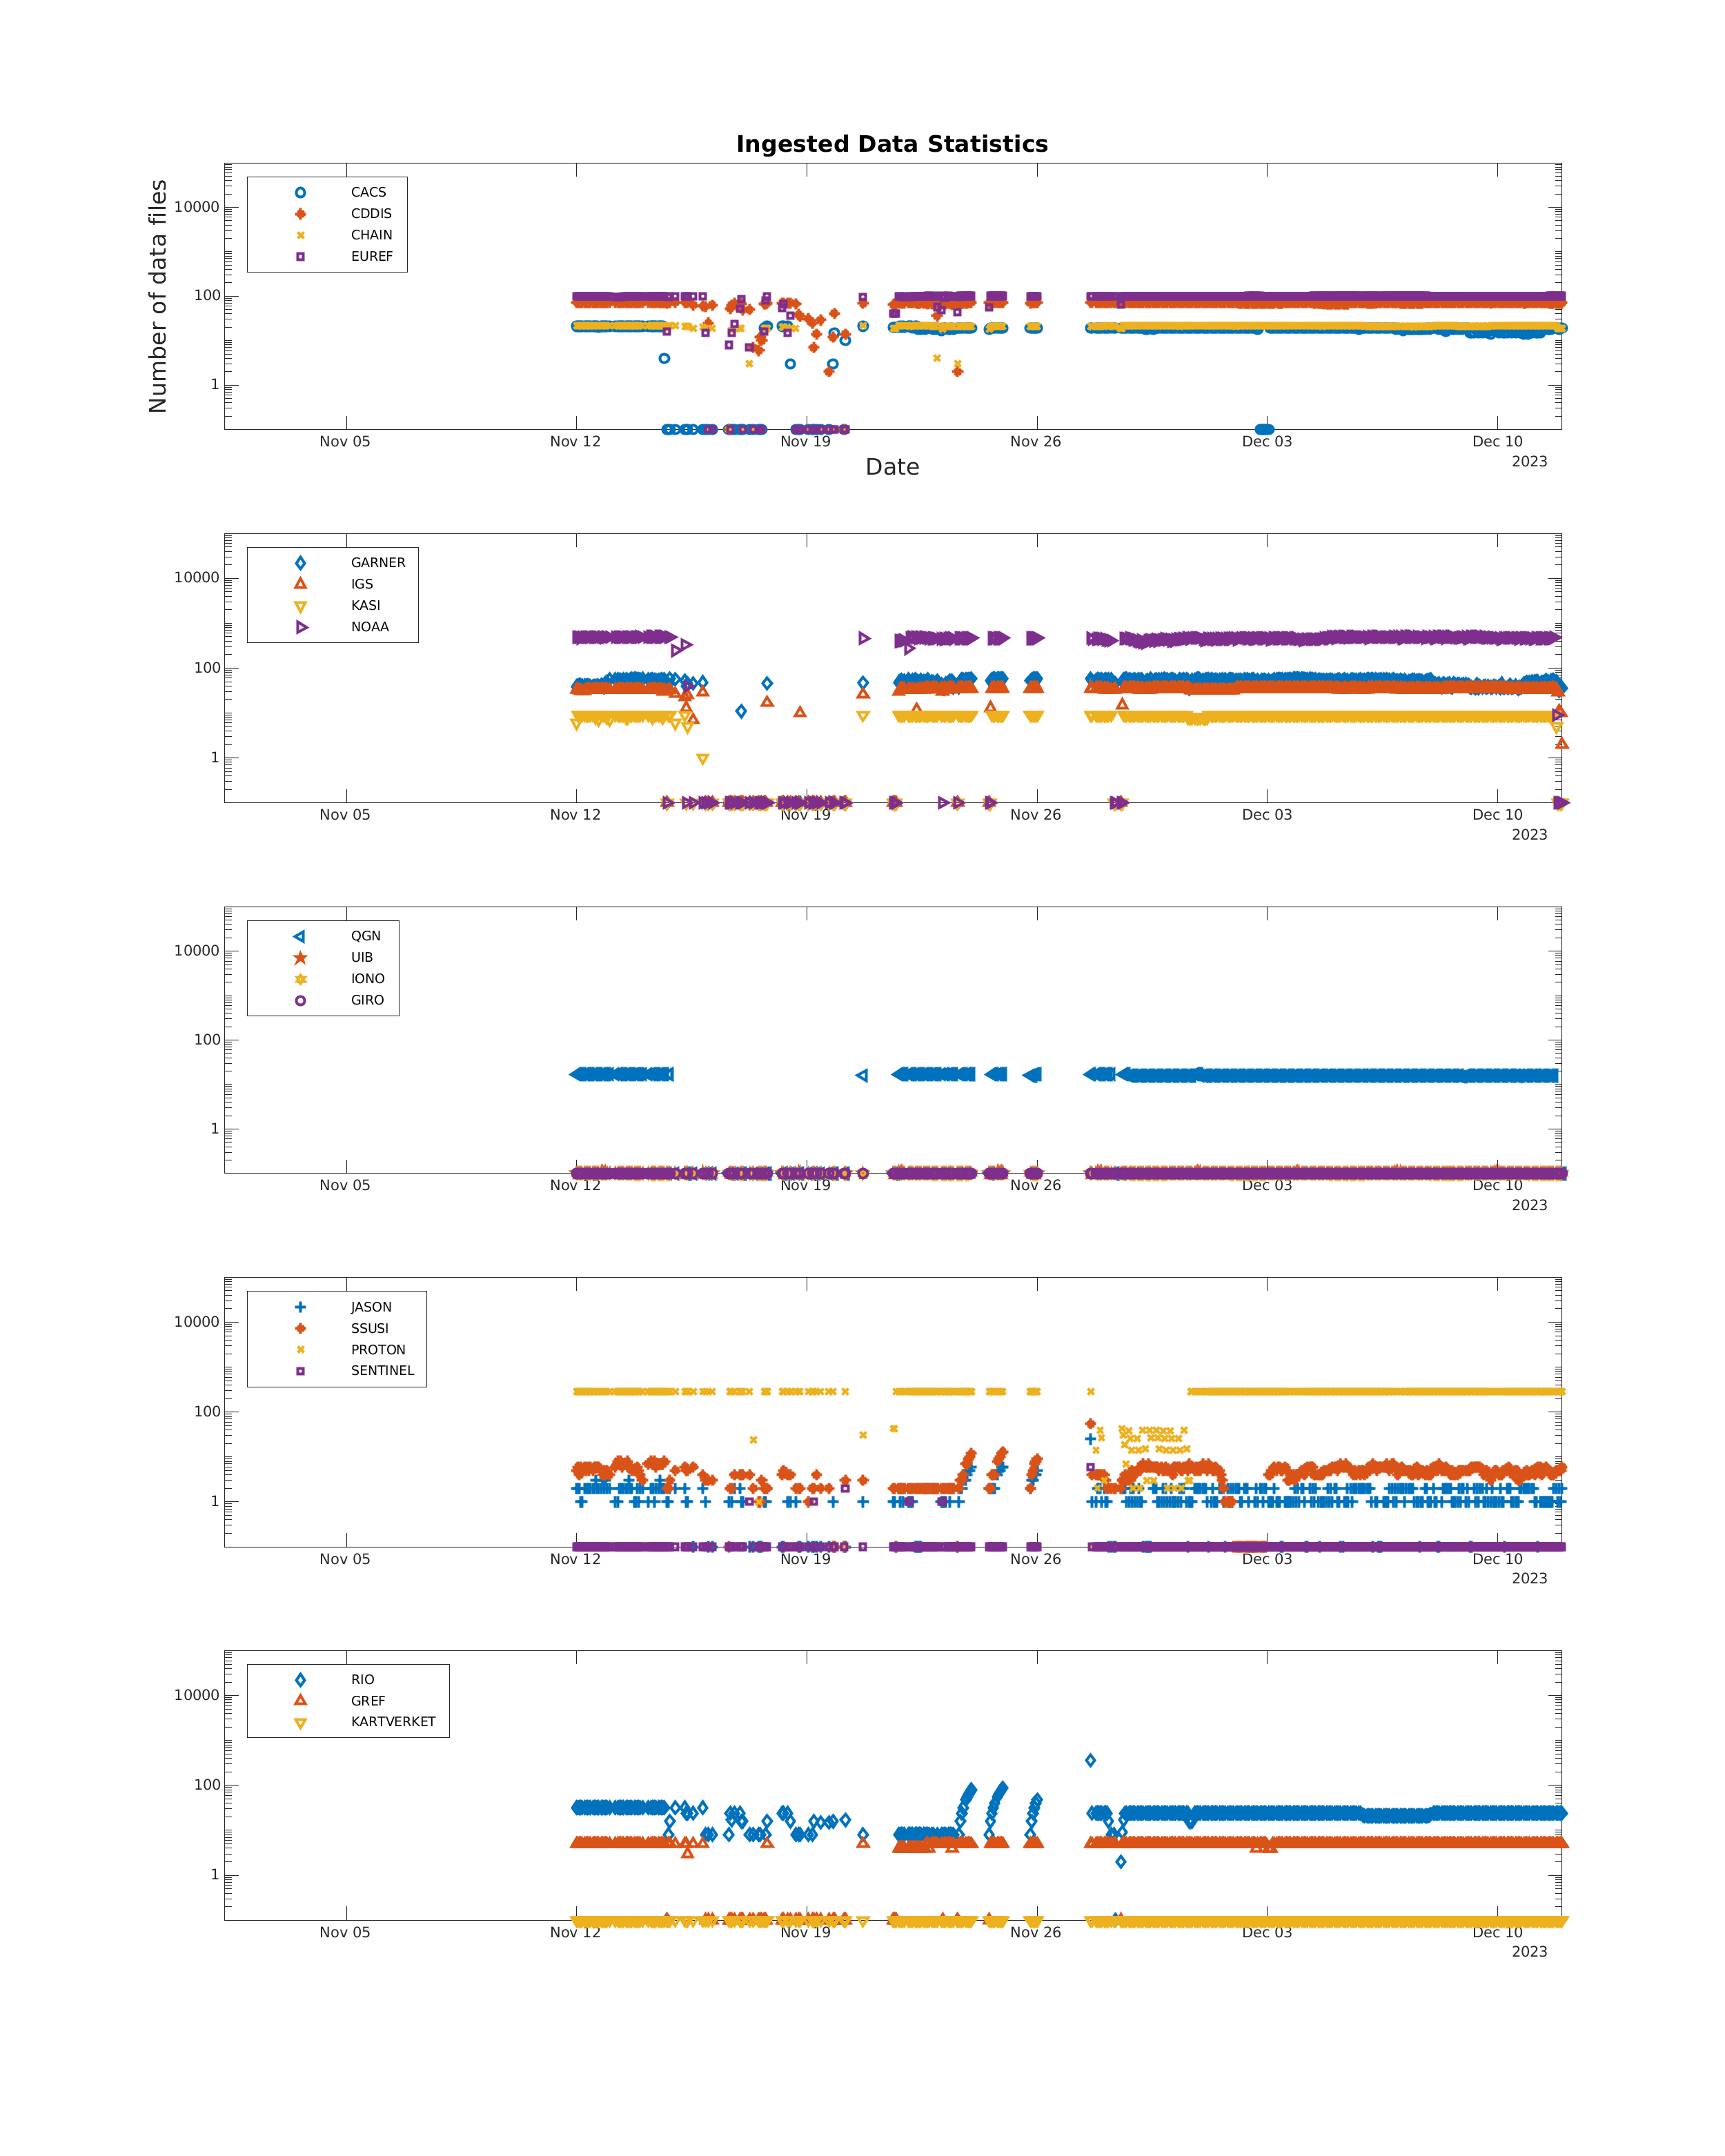 Ingested Data Statistics
Number of data files
10000
100
1
CACS
CDDIS
CHAIN
EUREF
Nov 05 Nov 12 Nov 19 Nov 26 Dec 03 Dec 10
2023
Date
10000
100
1
GARNER
IGS
KASI
NOAA
Nov 05 Nov 12 Nov 19 Nov 26 Dec 03 Dec 10
2023
10000
100
1
QGN
UIB
IONO
GIRO
Nov 05 Nov 12 Nov 19 Nov 26 Dec 03 Dec 10
2023
10000
100
1
JASON
SSUSI
PROTON
SENTINEL
Nov 05 Nov 12 Nov 19 Nov 26 Dec 03 Dec 10
2023
10000
100
1
RIO
GREF
KARTVERKET
Nov 05 Nov 12 Nov 19 Nov 26 Dec 03 Dec 10
2023